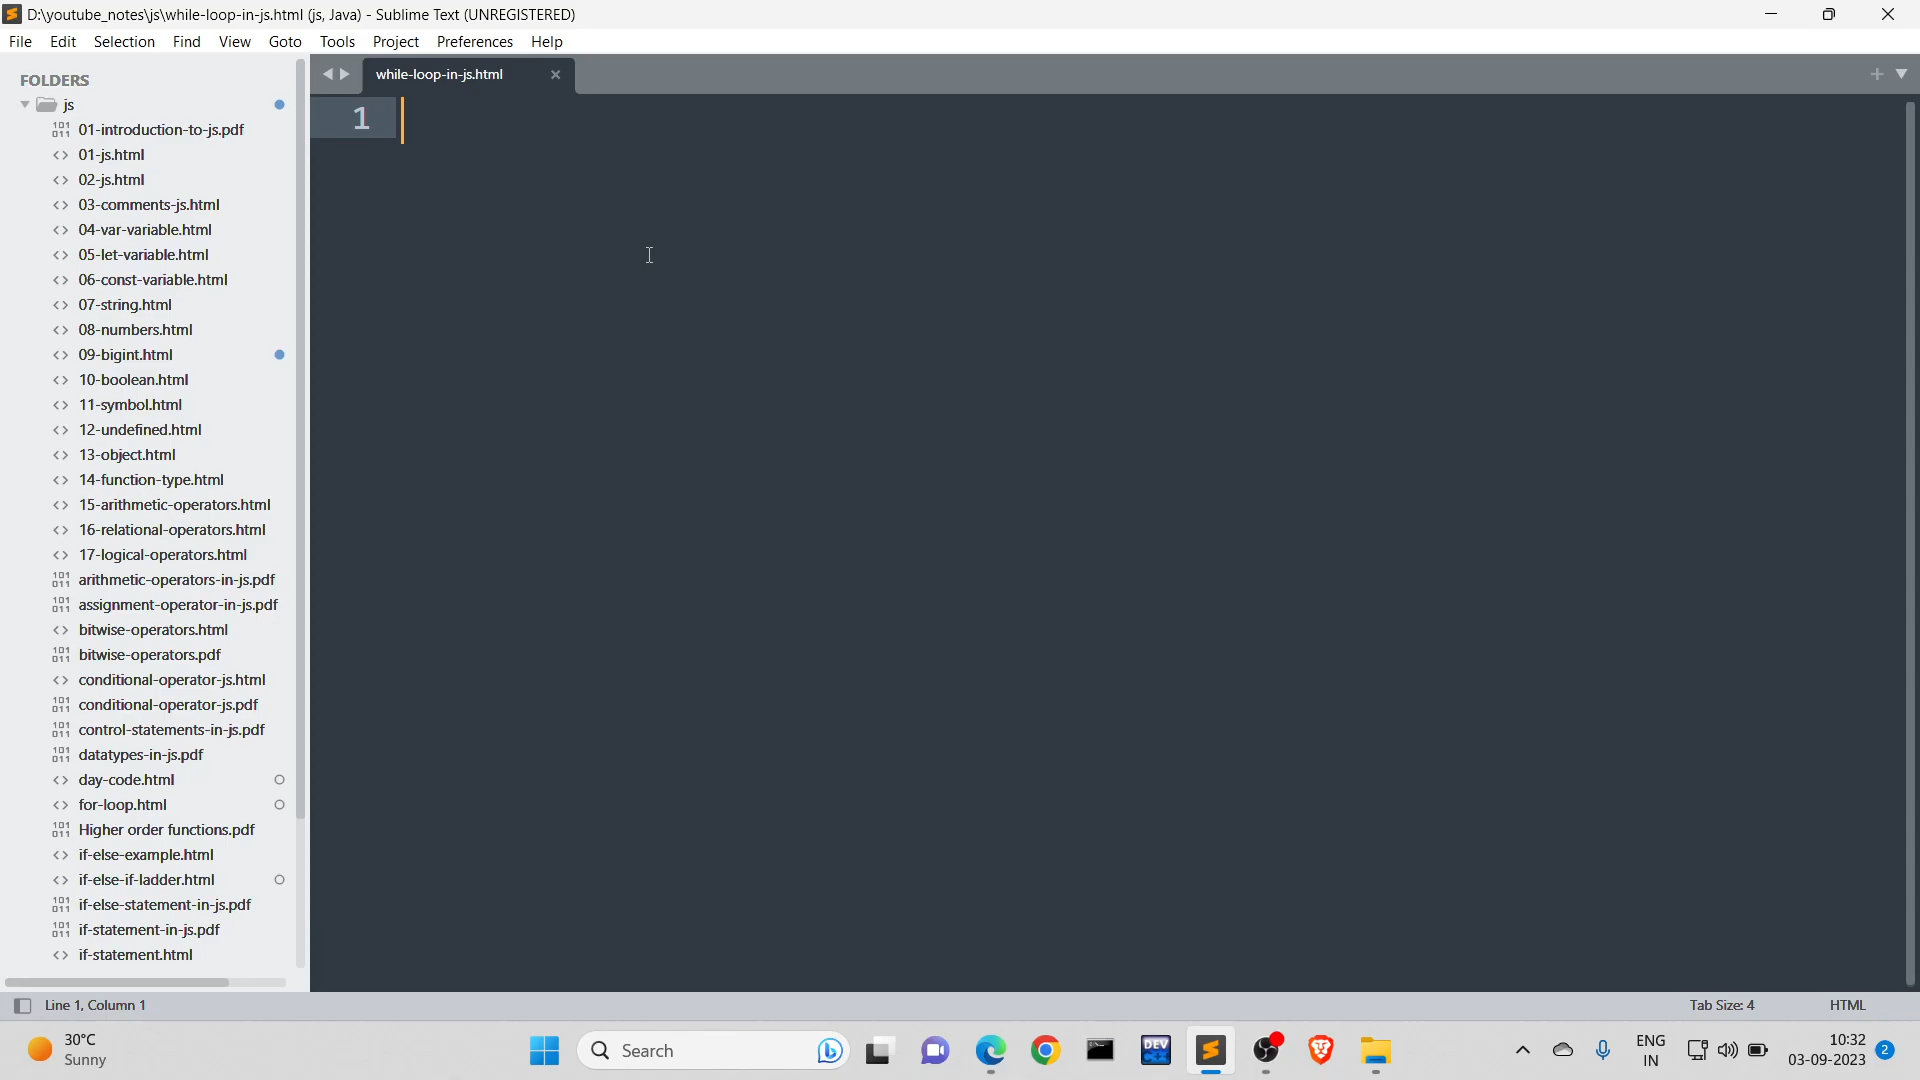 D:\youtube_notes\js\while-loop-in-js.html (js, Java) - Sublime Text (UNREGISTERED)
File Edit Selection Find View Goto Tools Project Preferences Help
FOLDERS
js
01-introduction-to-js.pdf
01-js.html
02-js.html
03-comments-js.html
04-var-variable.html
05-let-variable.html
06-const-variable.html
07-string.html
08-numbers.html
09-bigint.html
10-boolean.html
11-symbol.html
12-undefined.html
13-object.html
14-function-type.html
15-arithmetic-operators.html
16-relational-operators.html
17-logical-operators.html
arithmetic-operators-in-js.pdf
assignment-operator-in-js.pdf
bitwise-operators.html
bitwise-operators.pdf
conditional-operator-js.html
conditional-operator-js.pdf
control-statements-in-js.pdf
datatypes-in-js.pdf
day-code.html
for-loop.html
Higher order functions.pdf
if-else-example.html
if-else-if-ladder.html
if-else-statement-in-js.pdf
if-statement-in-js.pdf
if-statement.html
while-loop-in-js.html
1
Line 1, Column 1
Tab Size: 4
HTML
30°C
Sunny
Search
DEV
ENG
IN
10:32
03-09-2023
2